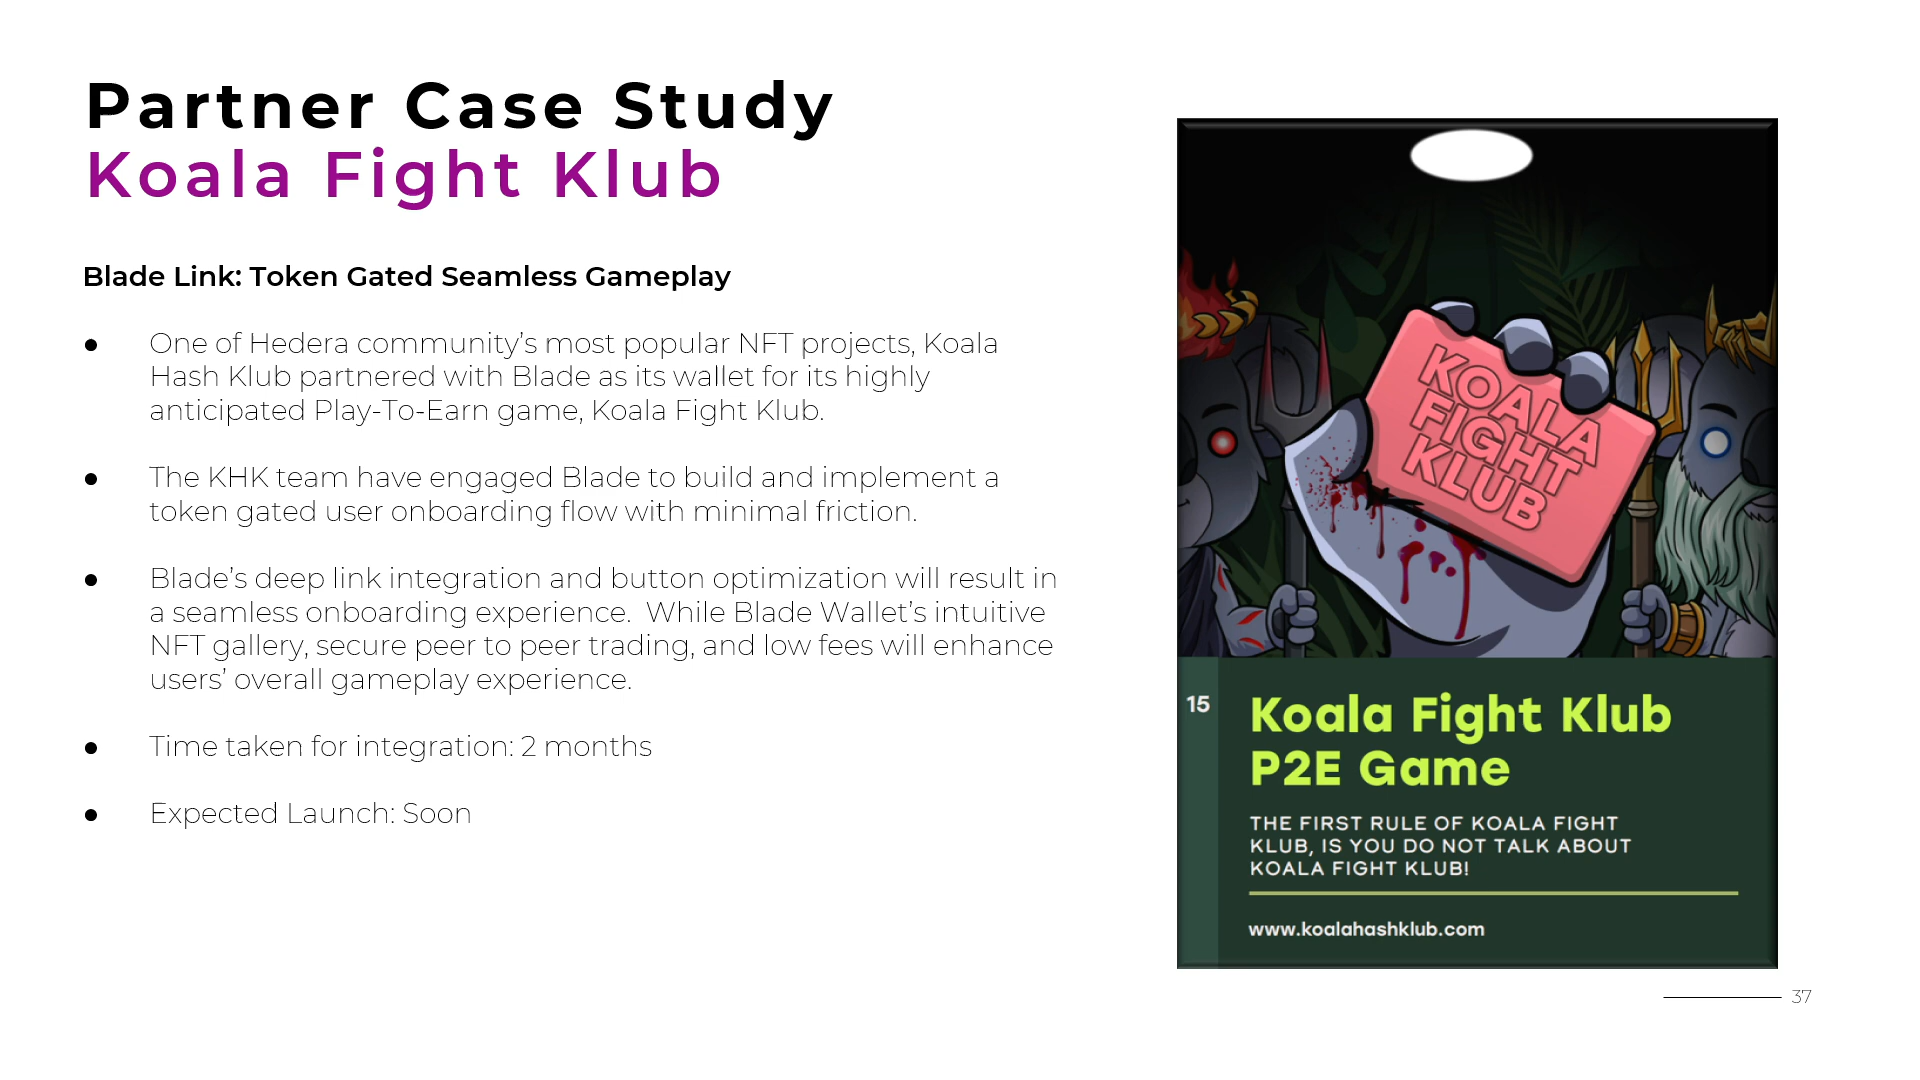 Partner Case Study
Koala Fight Klub
Blade Link: Token Gated Seamless Gameplay
● One of Hedera community’s most popular NFT projects, Koala
Hash Klub partnered with Blade as its wallet for its highly
anticipated Play-To-Earn game, Koala Fight Klub.
● The KHK team have engaged Blade to build and implement a
token gated user onboarding flow with minimal friction.
● Blade’s deep link integration and button optimization will result in
a seamless onboarding experience.  While Blade Wallet’s intuitive
NFT gallery, secure peer to peer trading, and low fees will enhance
users’ overall gameplay experience.
● Time taken for integration: 2 months
● Expected Launch: Soon
KOALA
FIGHT
KLUB
15
Koala Fight Klub
P2E Game
THE FIRST RULE OF KOALA FIGHT
KLUB, IS YOU DO NOT TALK ABOUT
KOALA FIGHT KLUB!
www.koalahashklub.com
37